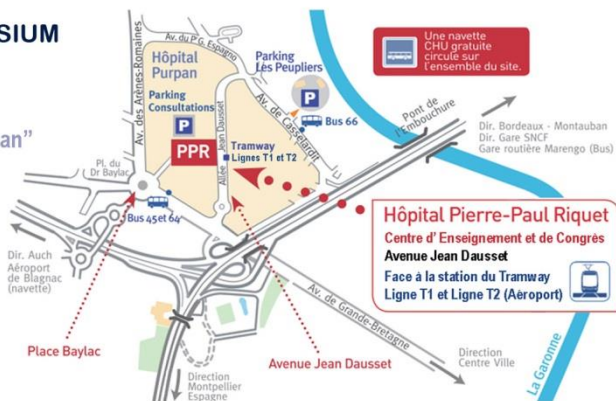 SIUM
an"
Av. des Arènes-Romaines
Av. du P G. Espagno
Hôpital
Purpan
Parking
Consultations
P
PPR
Allée Jean Dausset
Tramway
Lignes T1 et T2
Parking
Les Peupliers
P
Bus 66
Av. de Casselardit
Une navette
CHU gratuite
circule sur
l'ensemble du site.
Pont de
l'Embouchure
Dir. Bordeaux - Montauban
Dir. Gare SNCF
Gare routière Marengo (Bus)
Pl. du
Dr Baylac
Bus 45 et 64
Dir. Auch
Aéroport
de Blagnac
(navette)
Hôpital Pierre-Paul Riquet
Centre d'Enseignement et de Congrès
Avenue Jean Dausset
Face à la station du Tramway
Ligne T1 et Ligne T2 (Aéroport)
Av. de Grande-Bretagne
Place Baylac
Avenue Jean Dausset
Direction
Centre Ville
La Garonne
Direction
Montpellier
Espagne